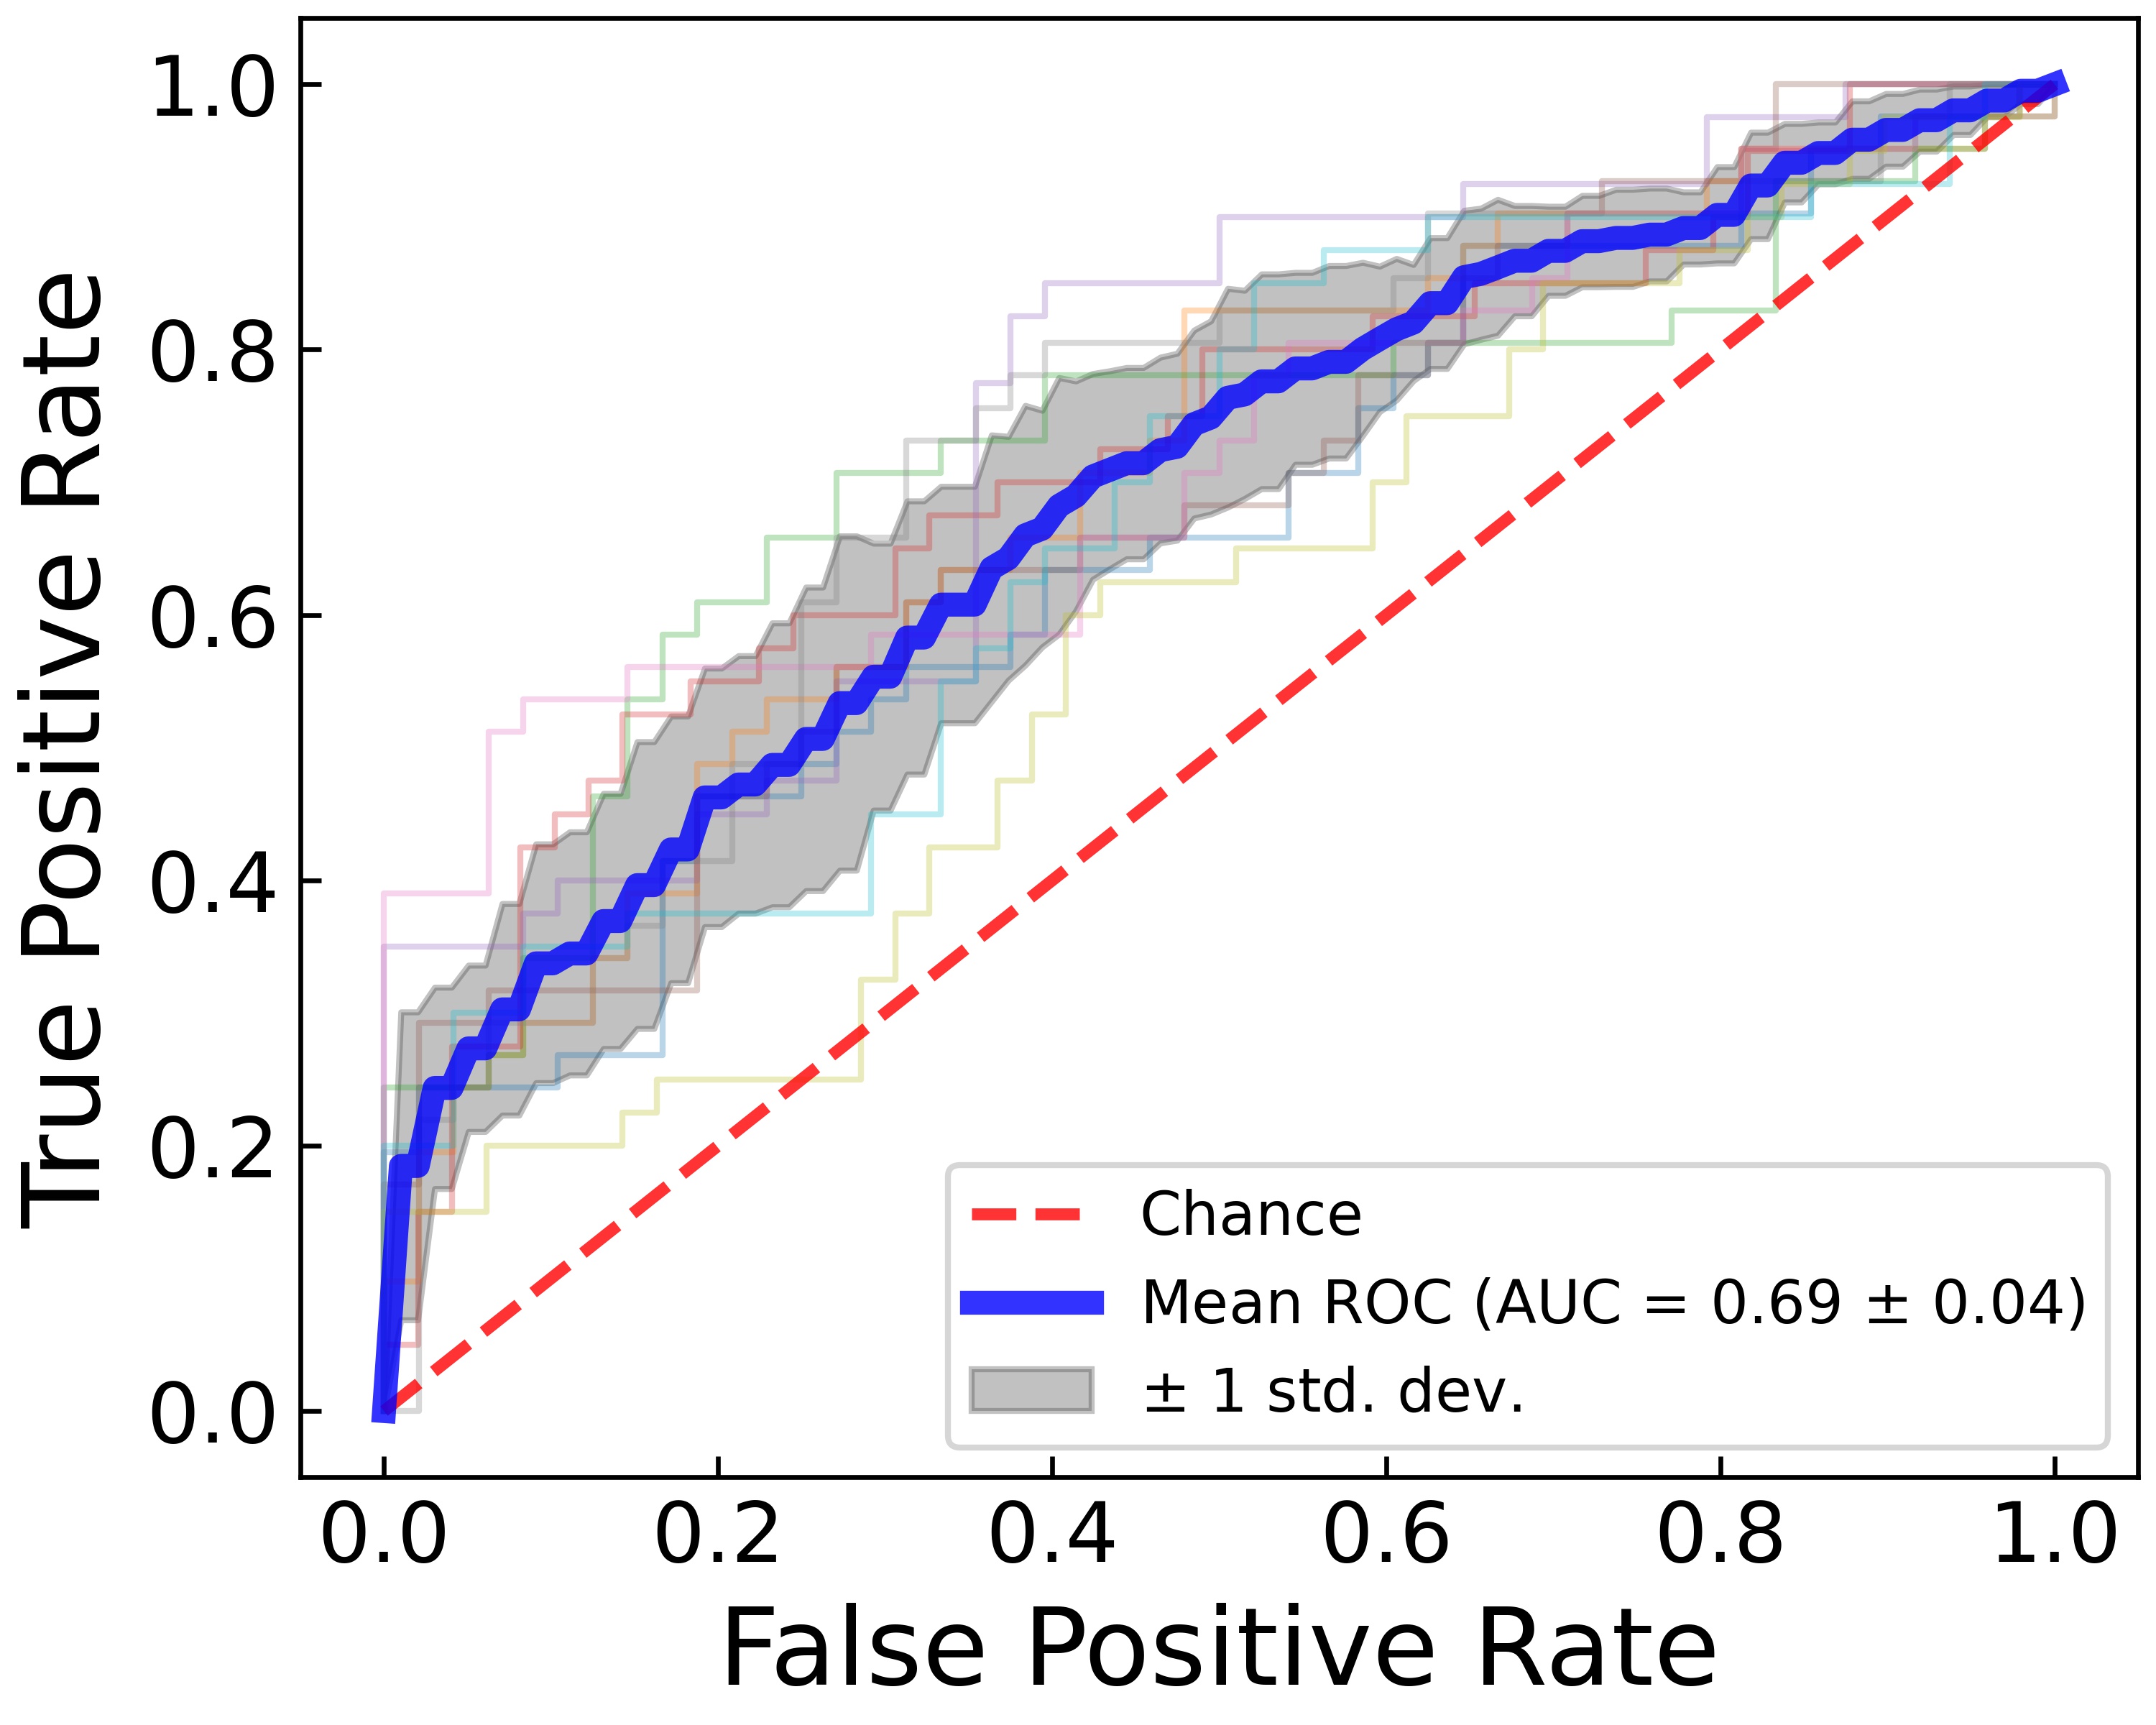 True Positive Rate
1.0
0.8
0.6
0.4
0.2
0.0
Chance
Mean ROC (AUC = 0.69 ± 0.04)
± 1 std. dev.
0.0 0.2 0.4 0.6 0.8 1.0
False Positive Rate